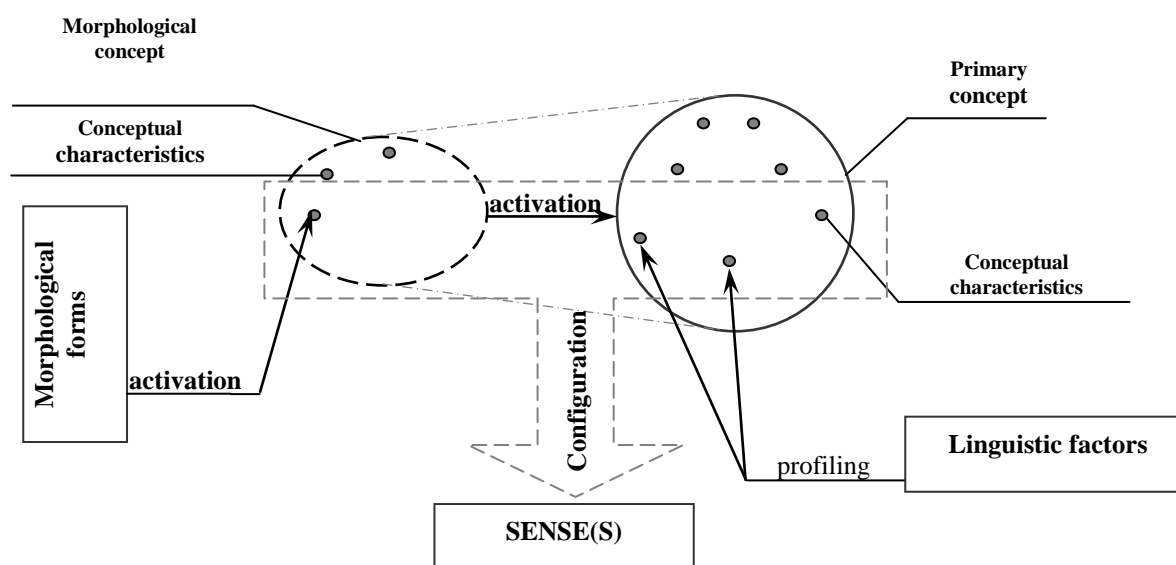 Morphological
concept
Primary
concept
Conceptual
characteristics
activation
Morphological
forms
Conceptual
characteristics
activation
Configuration
Linguistic factors
profiling
SENSE(S)